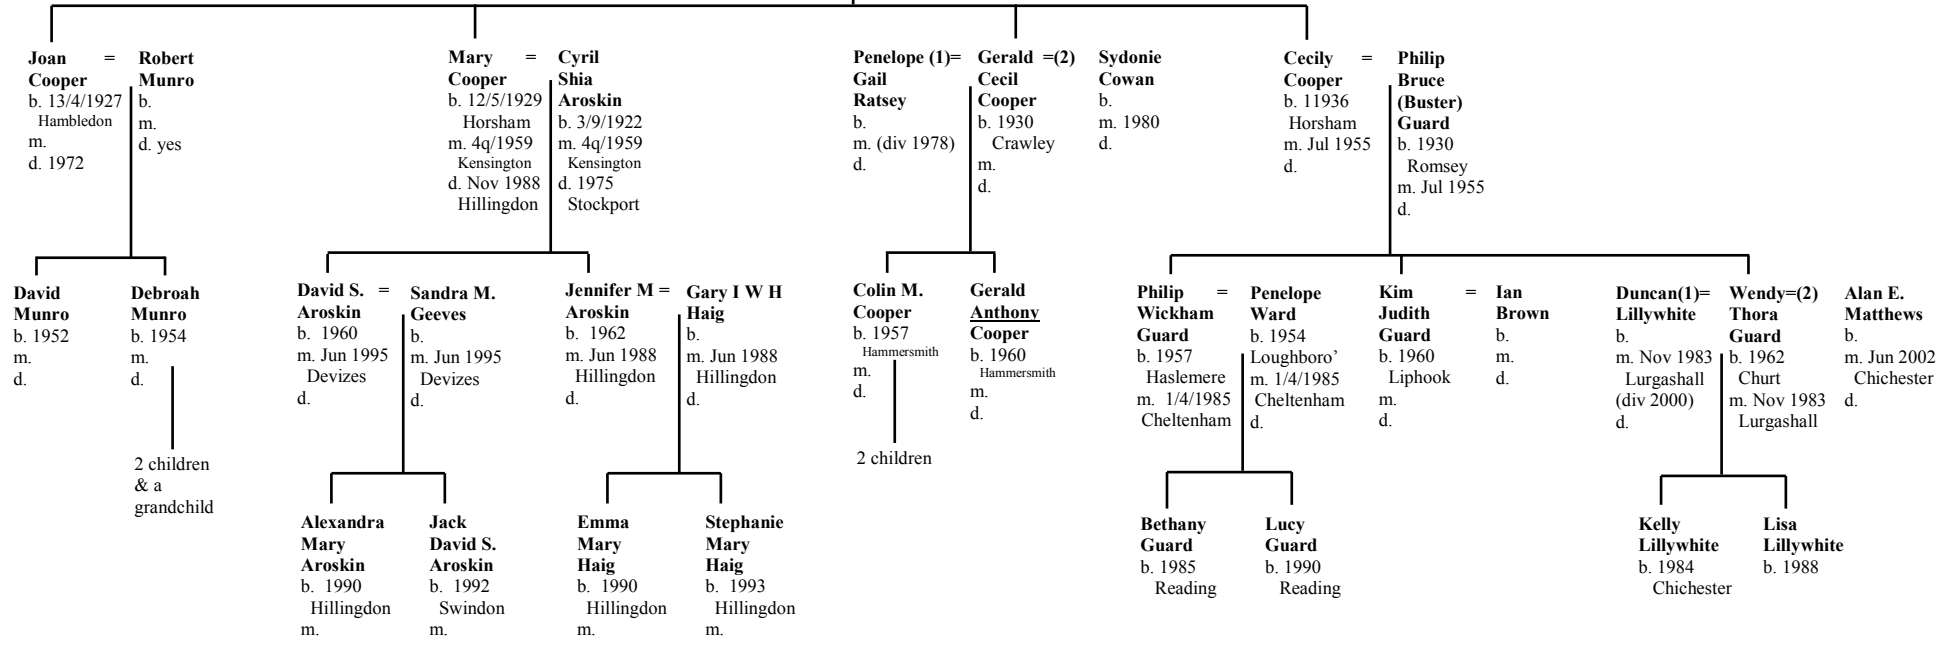 Joan =
Cooper
b. 13/4/1927
Hambledon
m.
d. 1972
Robert
Munro
b.
m.
d. yes
Mary =
Cooper
b. 12/5/1929
Horsham
m. 4q/1959
Kensington
d. Nov 1988
Hillingdon
Cyril
Shia
Aroskin
b. 3/9/1922
m. 4q/1959
Kensington
d. 1975
Stockport
Penelope (1)=
Gail
Ratsey
b.
m. (div 1978)
d.
Gerald =(2)
Cecil
Cooper
b. 1930
Crawley
m.
d.
Sydonie
Cowan
b.
m. 1980
d.
Cecily =
Cooper
b. 11936
Horsham
m. Jul 1955
d.
Philip
Bruce
(Buster)
Guard
b. 1930
Romsey
m. Jul 1955
d.
David
Munro
b. 1952
m.
d.
Debroah
Munro
b. 1954
m.
d.
2 children
& a
grandchild
David S. =
Aroskin
b. 1960
m. Jun 1995
Devizes
d.
Sandra M.
Geeves
b.
m. Jun 1995
Devizes
d.
Jennifer M =
Aroskin
b. 1962
m. Jun 1988
Hillingdon
d.
Gary I W H
Haig
b.
m. Jun 1988
Hillingdon
d.
Colin M.
Cooper
b. 1957
Hammersmith
m.
d.
2 children
Gerald
Anthony
Cooper
b. 1960
Hammersmith
m.
d.
Philip =
Wickham
Guard
b. 1957
Haslemere
m. 1/4/1985
Cheltenham
Penelope
Ward
b. 1954
Loughboro’
m. 1/4/1985
Cheltenham
d.
Kim =
Judith
Guard
b. 1960
Liphook
m.
d.
Ian
Brown
b.
m.
d.
Duncan(1)=
Lillywhite
b.
m. Nov 1983
Lurgashall
(div 2000)
d.
Wendy=(2)
Thora
Guard
b. 1962
Churt
m. Nov 1983
Lurgashall
Alan E.
Matthews
b.
m. Jun 2002
Chichester
d.
Alexandra
Mary
Aroskin
b. 1990
Hillingdon
m.
Jack
David S.
Aroskin
b. 1992
Swindon
m.
Emma
Mary
Haig
b. 1990
Hillingdon
m.
Stephanie
Mary
Haig
b. 1993
Hillingdon
m.
Bethany
Guard
b. 1985
Reading
Lucy
Guard
b. 1990
Reading
Kelly
Lillywhite
b. 1984
Chichester
Lisa
Lillywhite
b. 1988